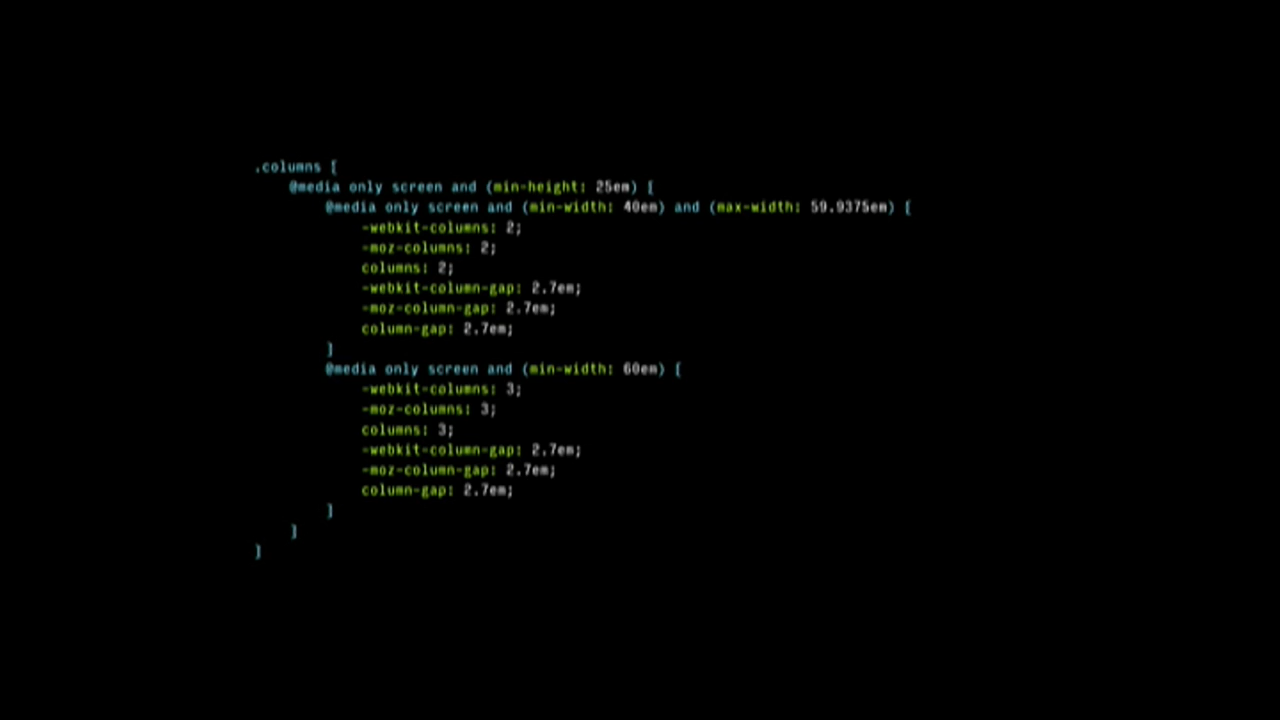 .columns {
@media only screen and (min-height: 25em) {
@media only screen and (min-width: 40em) and (max-width: 59.9375em) {
-webkit-columns: 2;
-moz-columns: 2;
columns: 2;
-webkit-column-gap: 2.7em;
-moz-column-gap: 2.7em;
column-gap: 2.7em;
}
@media only screen and (min-width: 60em) {
-webkit-columns: 3;
-moz-columns: 3;
columns: 3;
-webkit-column-gap: 2.7em;
-moz-column-gap: 2.7em;
column-gap: 2.7em;
}
}
}